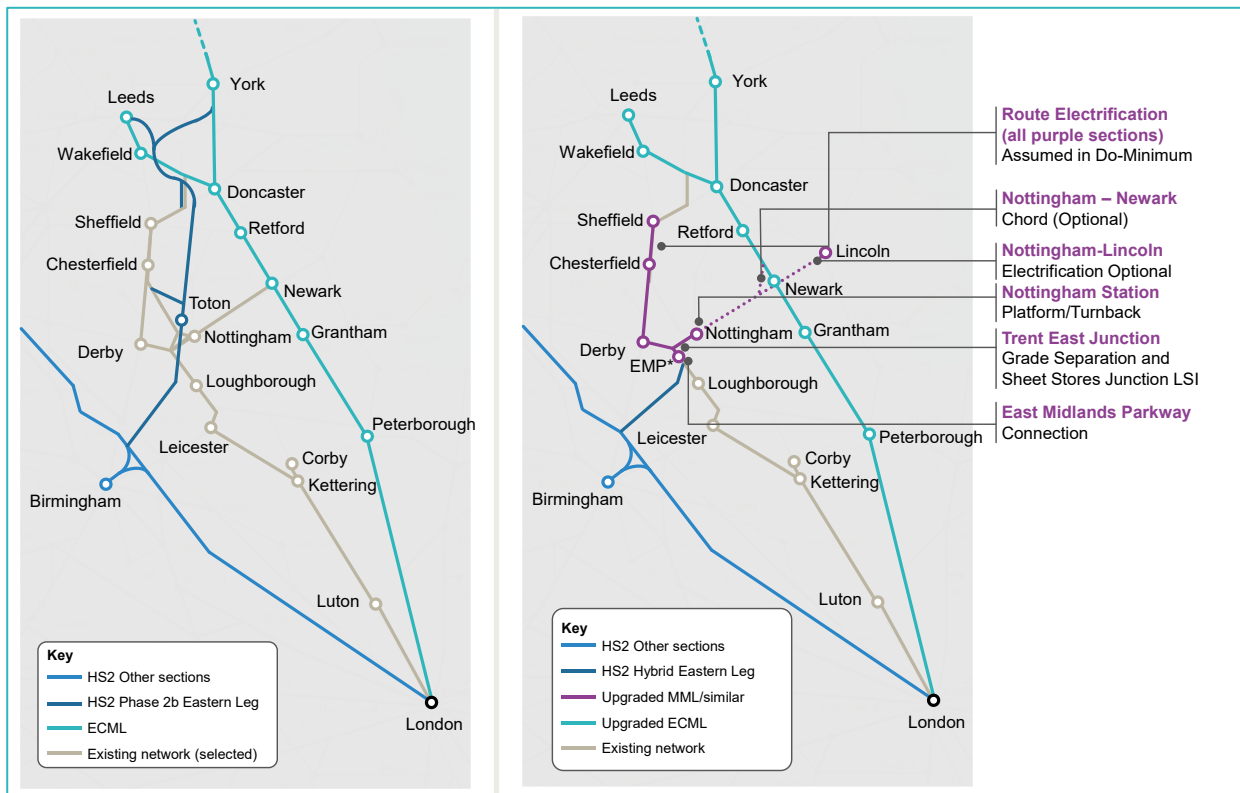 York
Leeds
Wakefield
Doncaster
Sheffield
Retford
Chesterfield
Newark
Toton
Nottingham
Grantham
Derby
Loughborough
Peterborough
Leicester
Corby
Kettering
Birmingham
Luton
London
Key
HS2 Other sections
HS2 Phase 2b Eastern Leg
ECML
Existing network (selected)
York
Leeds
Wakefield
Doncaster
Sheffield
Retford
Lincoln
Chesterfield
Newark
Nottingham
Grantham
Derby
EMP*
Loughborough
Leicester
Peterborough
Corby
Kettering
Birmingham
Luton
London
Key
HS2 Other sections
HS2 Hybrid Eastern Leg
Upgraded MML/similar
Upgraded ECML
Existing network
Route Electrification
(all purple sections)
Assumed in Do-Minimum
Nottingham – Newark
Chord (Optional)
Nottingham-Lincoln
Electrification Optional
Nottingham Station
Platform/Turnback
Trent East Junction
Grade Separation and
Sheet Stores Junction LSI
East Midlands Parkway
Connection